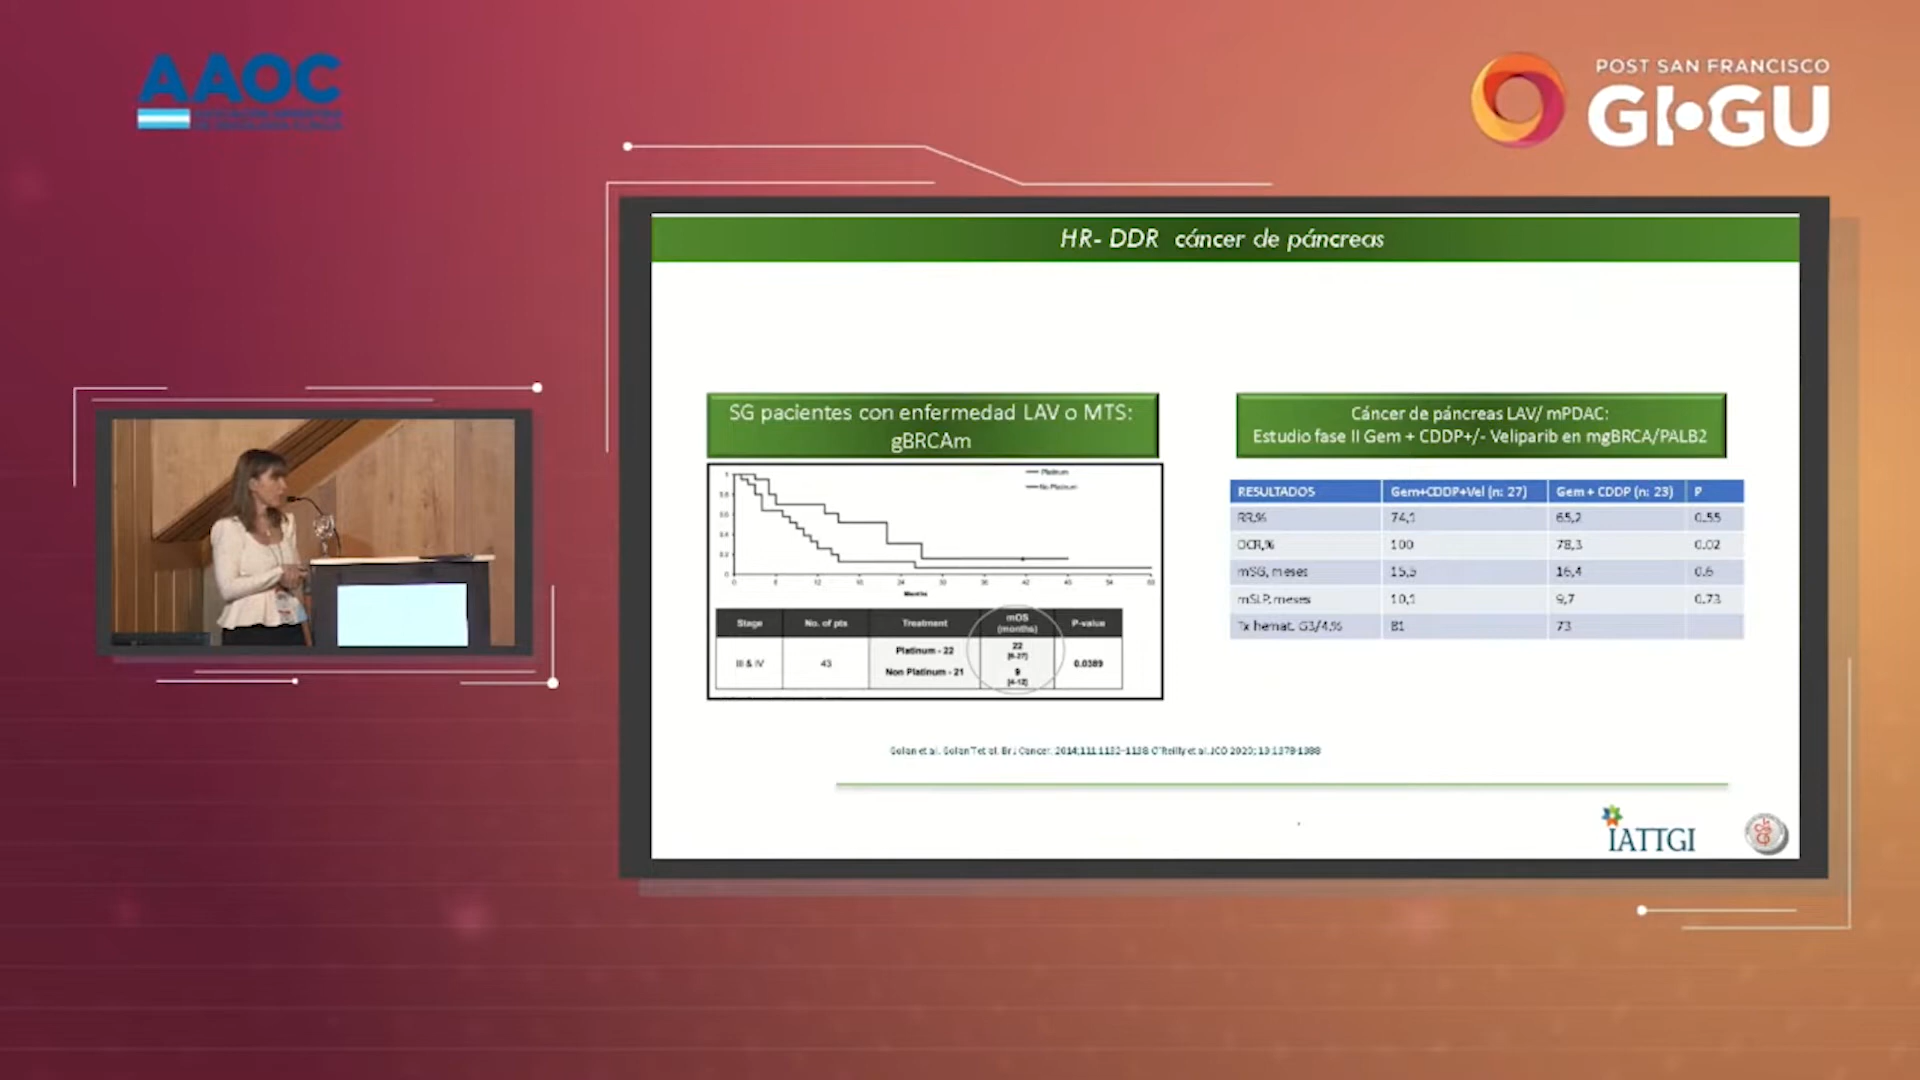 AAOC
POST SAN FRANCISCO
GI GU
HR- DDR cáncer de páncreas
SG pacientes con enfermedad LAV o MTS:
gBRCAm
Platinum
No Platinum
Months
Stage No. of pts Treatment mOS (months) P-value
III & IV 43 Platinum - 22 22 [6-27] 0.0389
Non Platinum - 21 9 [4-12]
Cáncer de páncreas LAV/ mPDAC:
Estudio fase II Gem + CDDP+/- Veliparib en mgBRCA/PALB2
RESULTADOS Gem+CDDP+Vel (n: 27) Gem + CDDP (n: 23) P
RR,% 74,1 65,2 0.55
DCR,% 100 78,3 0.02
mSG, meses 15,5 16,4 0.6
mSLP, meses 10,1 9,7 0.73
Tx hemat. G3/4,% 81 73
Golan et al. Golan T et al. Br J Cancer. 2014;111:1132–1138 O'Reilly et al. JCO 2020; 13:1378-1388
IATTGI